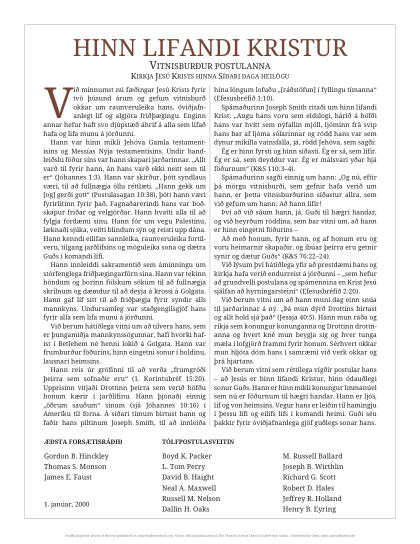 HINN LIFANDI KRISTUR
VITNISBURÐUR POSTULANNA
KIRKJA JESÚ KRISTS HINNA SÍÐARI DAGA HEILÖGU
Við minnumst nú fæðingar Jesú Krists fyrir
tvö þúsund árum og gefum vitnisburð
okkar um raunveruleika hans, óviðjafn-
anlegt líf og algjöra friðþægingu. Enginn
annar hefur haft svo djúpstæð áhrif á alla sem lifað
hafa og lifa munu á jörðunni.
Hann var hinn mikli Jehóva Gamla testament-
isins og Messías Nýja testamentisins. Undir hand-
leiðslu föður síns var hann skapari jarðarinnar. „Allt
varð til fyrir hann, án hans varð ekki neitt sem til
er“ (Jóhannes 1:3). Hann var skírður, þótt syndlaus
væri, til að fullnægja öllu réttlæti. „Hann gekk um
[og] gerði gott“ (Postulasagan 10:38), þótt hann væri
fyrirlitinn fyrir það. Fagnaðarerindi hans var boð-
skapur friðar og velgjörðar. Hann hvatti alla til að
fylgja fordæmi sínu. Hann fór um vegu Palestínu,
læknaði sjúka, veitti blindum sýn og reisti upp dána.
Hann kenndi eilífan sannleika, raunveruleika fortil-
veru, tilgang jarðlífsins og möguleika sona og dætra
Guðs í komandi lífi.
Hann innleiddi sakramentið sem áminningu um
stórfenglega friðþægingarfórn sína. Hann var tekinn
höndum og borinn fölskum sökum til að fullnægja
skrílnum og dæmdur til að deyja á krossi á Golgata.
Hann gaf líf sitt til að friðþægja fyrir syndir alls
mannkyns. Undursamleg var staðgengilsgjöf hans
fyrir alla sem lifa munu á jörðunni.
Við berum hátíðlega vitni um að tilvera hans, sem
er þungamiðja mannkynssögunnar, hafi hvorki haf-
ist í Betlehem né henni lokið á Golgata. Hann var
frumburður föðurins, hinn eingetni sonur í holdinu,
lausnari heimsins.
Hann reis úr gröfinni til að verða „frumgróði
þeirra sem sofnaðir eru“ (1. Korintubréf 15:20).
Upprisinn vitjaði Drottinn þeirra sem verið höfðu
honum kærir í jarðlífinu. Hann þjónaði einnig
„öðrum sauðum“ sínum (sjá Jóhannes 10:16) í
Ameríku til forna. Á síðari tímum birtust hann og
faðir hans piltinum Joseph Smith, til að innleiða
hina löngum lofuðu „[ráðstöfun] í fyllingu tímanna“
(Efesusbréfið 1:10).
Spámaðurinn Joseph Smith ritaði um hinn lifandi
Krist: „Augu hans voru sem eldslogi, hárið á höfði
hans var hvítt sem nýfallin mjöll, ljóminn frá svip
hans bar af ljóma sólarinnar og rödd hans var sem
dynur mikilla vatnsfalla, já, rödd Jehóva, sem sagði:
Ég er hinn fyrsti og hinn síðasti. Ég er sá, sem lifir.
Ég er sá, sem deyddur var. Ég er málsvari yðar hjá
föðurnum“ (K&S 110:3–4).
Spámaðurinn sagði einnig um hann: „Og nú, eftir
þá mörgu vitnisburði, sem gefnir hafa verið um
hann, er þetta vitnisburðurinn síðastur allra, sem
við gefum um hann: Að hann lifir!
Því að við sáum hann, já, Guði til hægri handar,
og við heyrðum röddina, sem bar vitni um, að hann
er hinn eingetni föðurins –
Að með honum, fyrir hann, og af honum eru og
voru heimarnir skapaðir, og íbúar þeirra eru getnir
synir og dætur Guðs“ (K&S 76:22–24).
Við lýsum því hátíðlega yfir að prestdæmi hans og
kirkja hafa verið endurreist á jörðunni – „sem hefur
að grundvelli postulana og spámennina en Krist Jesú
sjálfan að hyrningarsteini“ (Efesusbréfið 2:20).
Við berum vitni um að hann muni dag einn snúa
til jarðarinnar á ný. „Þá mun dýrð Drottins birtast
og allt hold sjá það“ (Jesaja 40:5). Hann mun ráða og
ríkja sem konungur konunganna og Drottinn drottn-
anna og hvert kné mun beygja sig og hver tunga
mæla í lofgjörð frammi fyrir honum. Sérhvert okkar
mun hljóta dóm hans í samræmi við verk okkar og
þrá hjartans.
Við berum vitni sem réttilega vígðir postular hans
– að Jesús er hinn lifandi Kristur, hinn ódauðlegi
sonur Guðs. Hann er hinn mikli konungur Immanúel
sem nú er föðurnum til hægri handar. Hann er ljós,
líf og von heimsins. Vegur hans er leiðin til hamingju
í þessu lífi og eilífs lífs í komandi heimi. Guði séu
þakkir fyrir óviðjafnanlega gjöf guðlegs sonar hans.
ÆÐSTA FORSÆTISRÁÐIÐ
Gordon B. Hinckley
Thomas S. Monson
James E. Faust
1. janúar, 2000
TÓLFPOSTULASVEITIN
Boyd K. Packer
L. Tom Perry
David B. Haight
Neal A. Maxwell
Russell M. Nelson
Dallin H. Oaks
M. Russell Ballard
Joseph B. Wirthlin
Richard G. Scott
Robert D. Hales
Jeffrey R. Holland
Henry B. Eyring